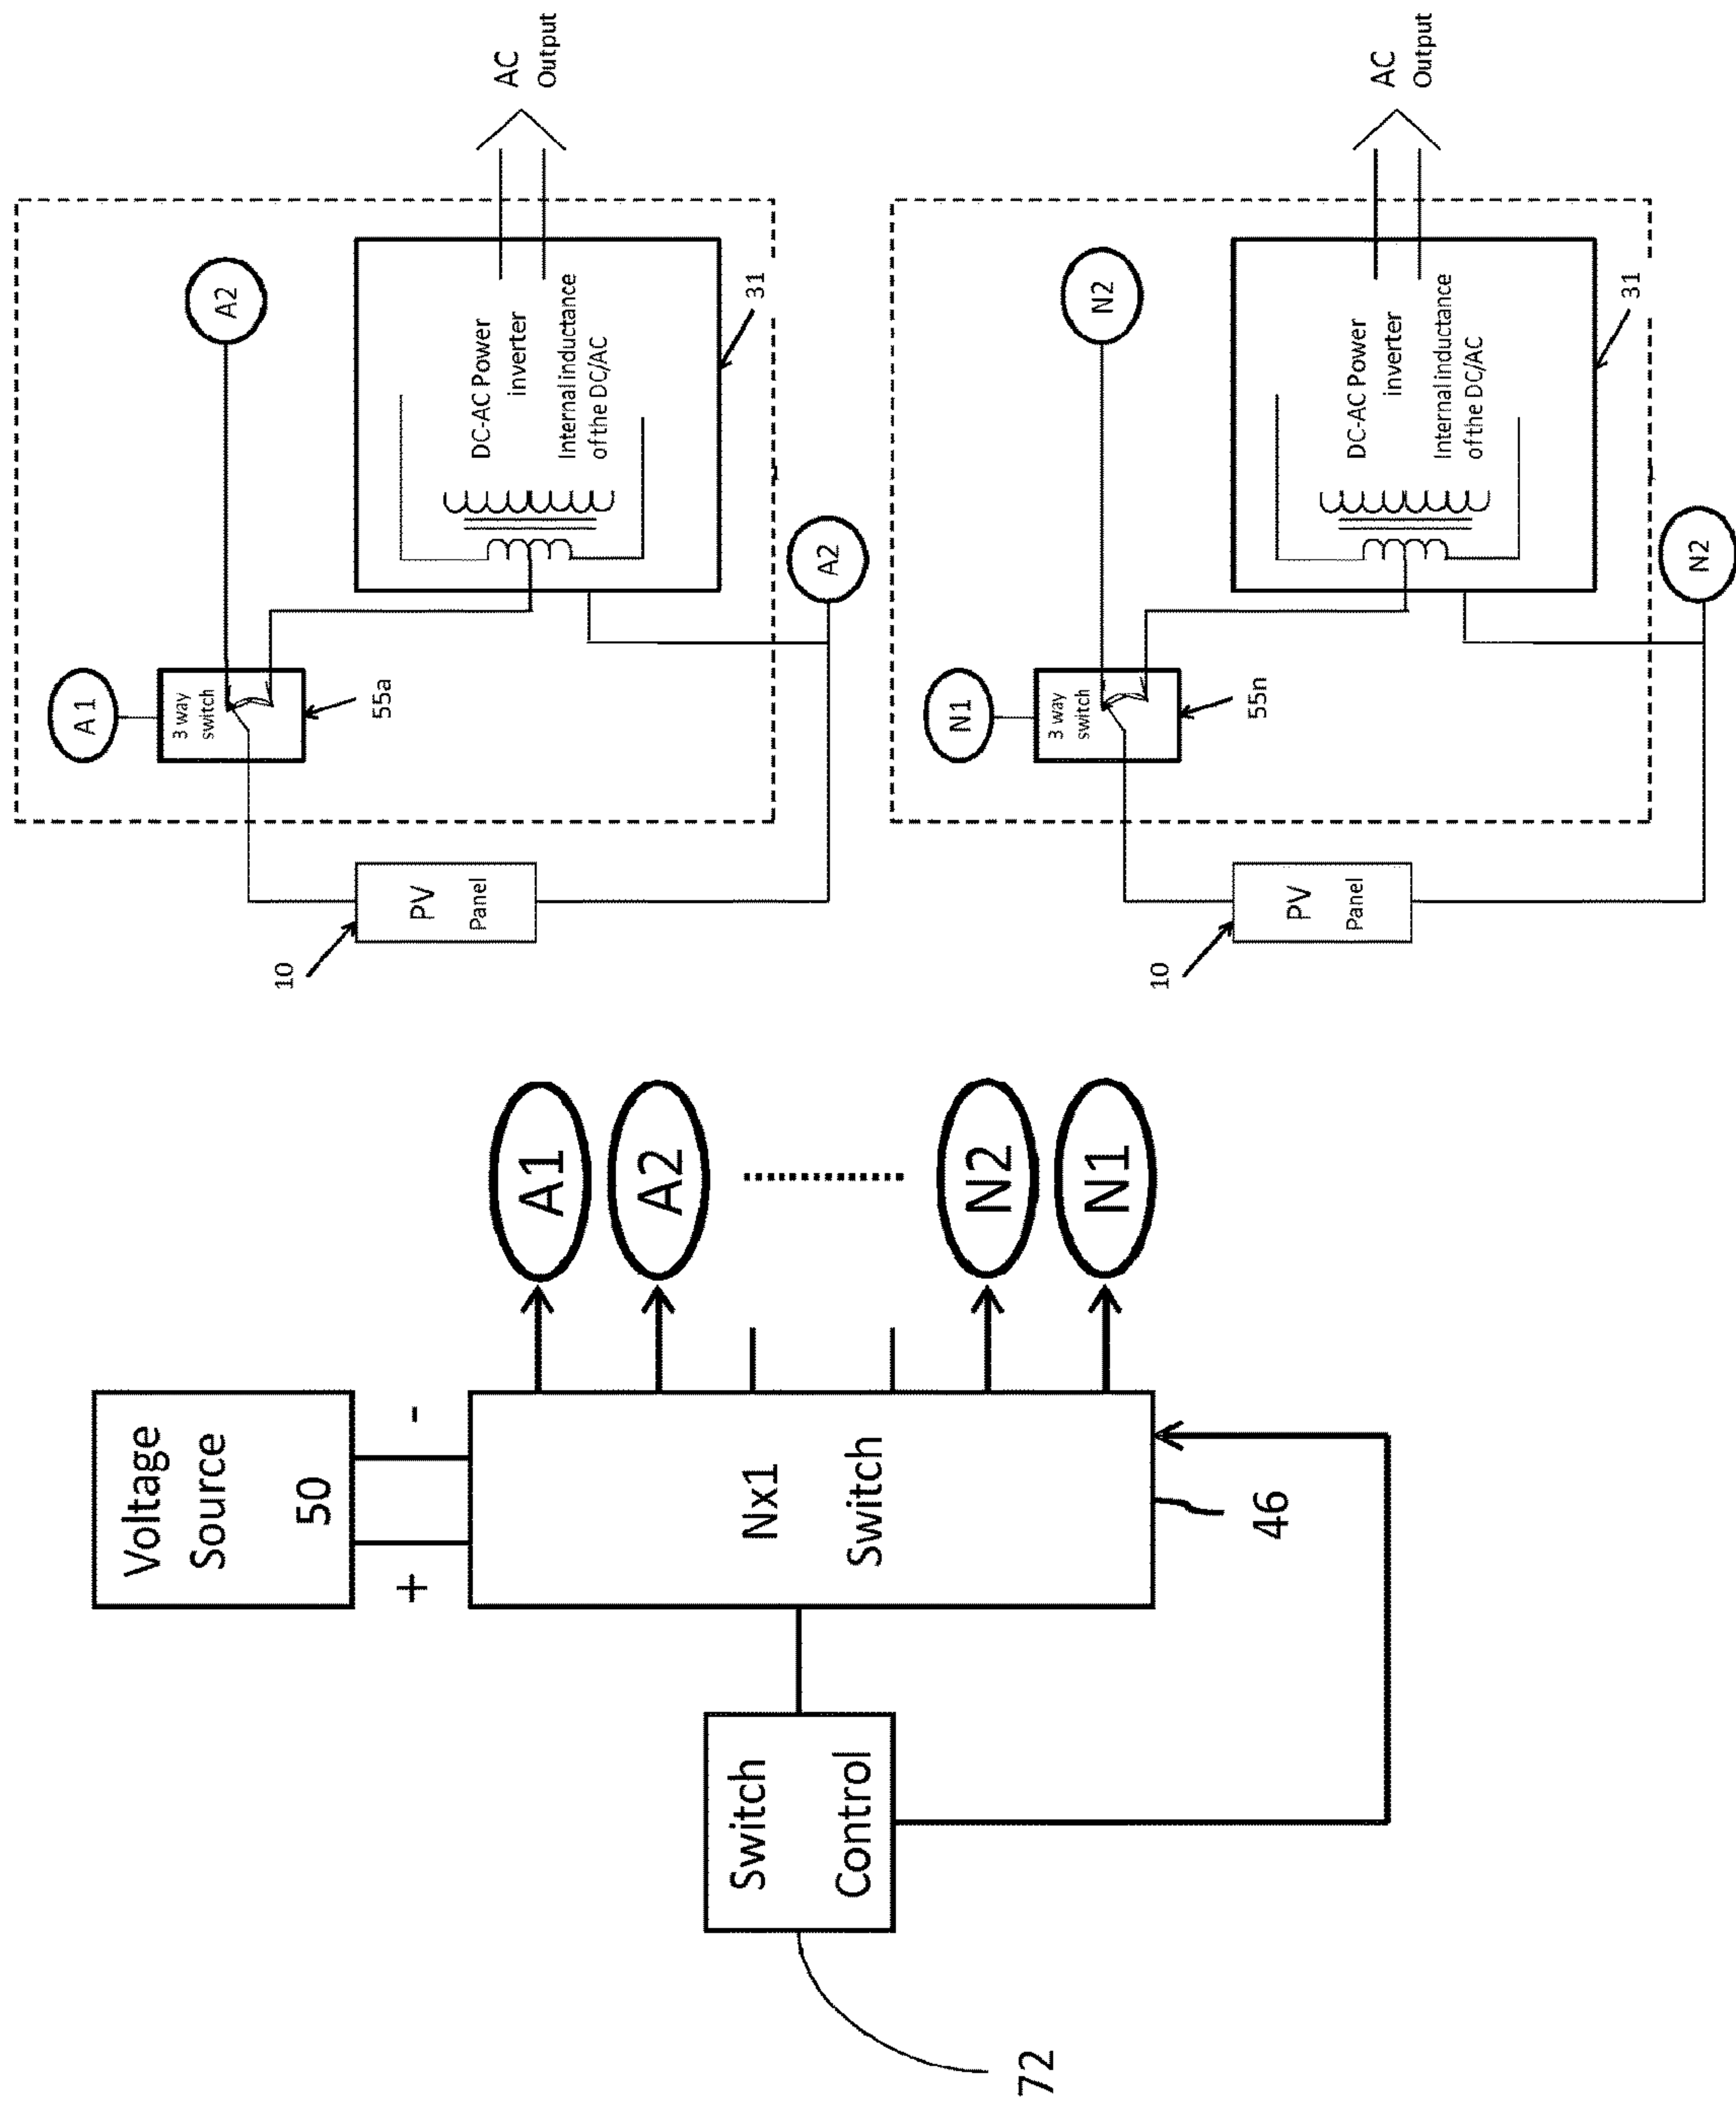 Voltage
Source
50
+
-
Nx1
Switch
46
Switch
Control
72
A1
A2
N2
N1
A1
3 way
switch
55a
A2
PV
Panel
10
DC-AC Power
inverter
Internal inductance
of the DC/AC
31
A2
AC
Output
N1
3 way
switch
55n
N2
PV
Panel
10
DC-AC Power
inverter
Internal inductance
of the DC/AC
31
N2
AC
Output